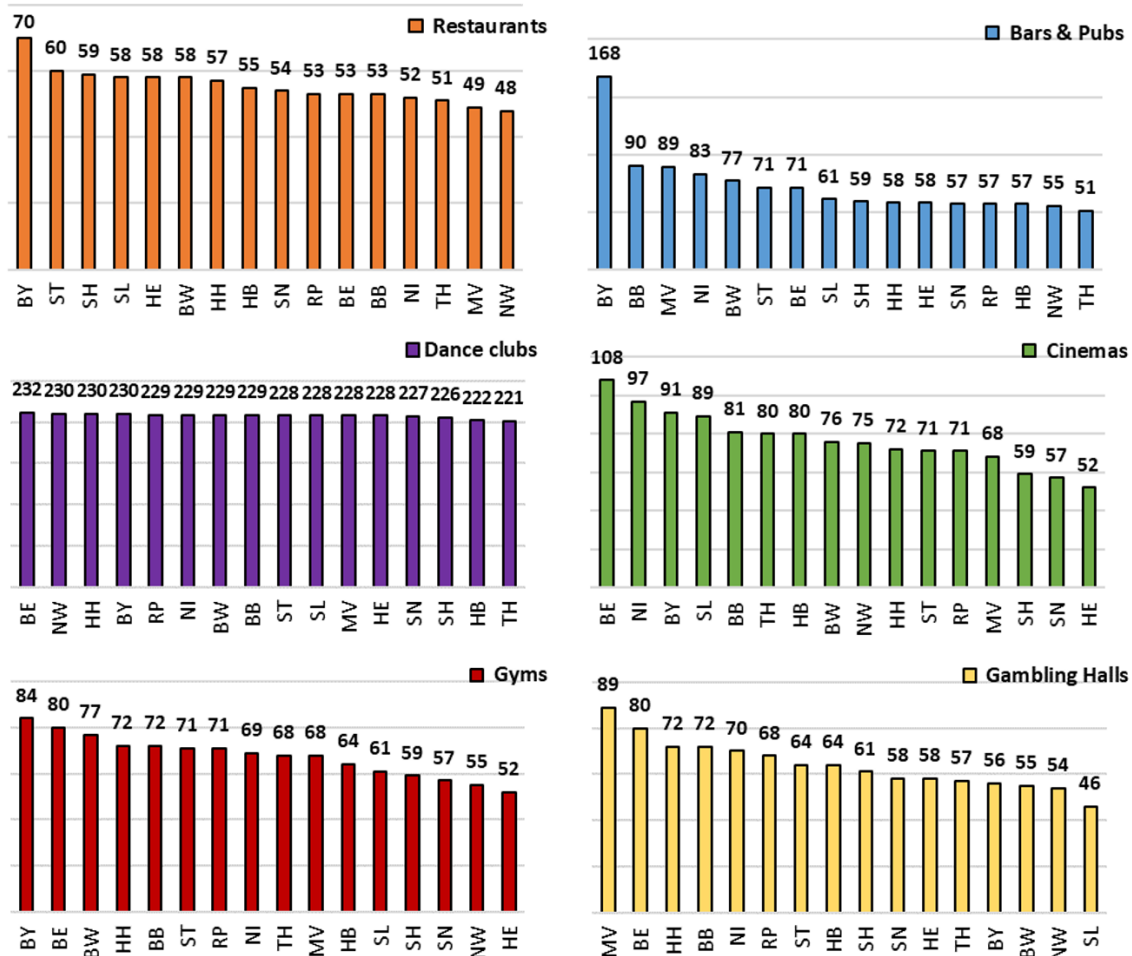 Restaurants
70 60 59 58 58 58 57 55 54 53 53 53 52 51 49 48
BY ST SH SL HE BW HH HB SN RP BE BB NI TH MV NW
Bars & Pubs
168 90 89 83 77 71 71 61 59 58 58 57 57 57 55 51
BY BB MV NI BW ST BE SL SH HH HE SN RP HB NW TH
Dance clubs
232 230 230 230 229 229 229 229 228 228 228 228 227 226 222 221
BE NW HH BY RP NI BW BB ST SL MV HE SN SH HB TH
Cinemas
108 97 91 89 81 80 80 76 75 72 71 71 68 59 57 52
BE NI BY SL BB TH HB BW NW HH ST RP MV SH SN HE
Gyms
84 80 77 72 72 71 71 69 68 68 64 61 59 57 55 52
BY BE BW HH BB ST RP NI TH MV HB SL SH SN NW HE
Gambling Halls
89 80 72 72 70 68 64 64 61 58 58 57 56 55 54 46
MV BE HH BB NI RP ST HB SH SN HE TH BY BW NW SL